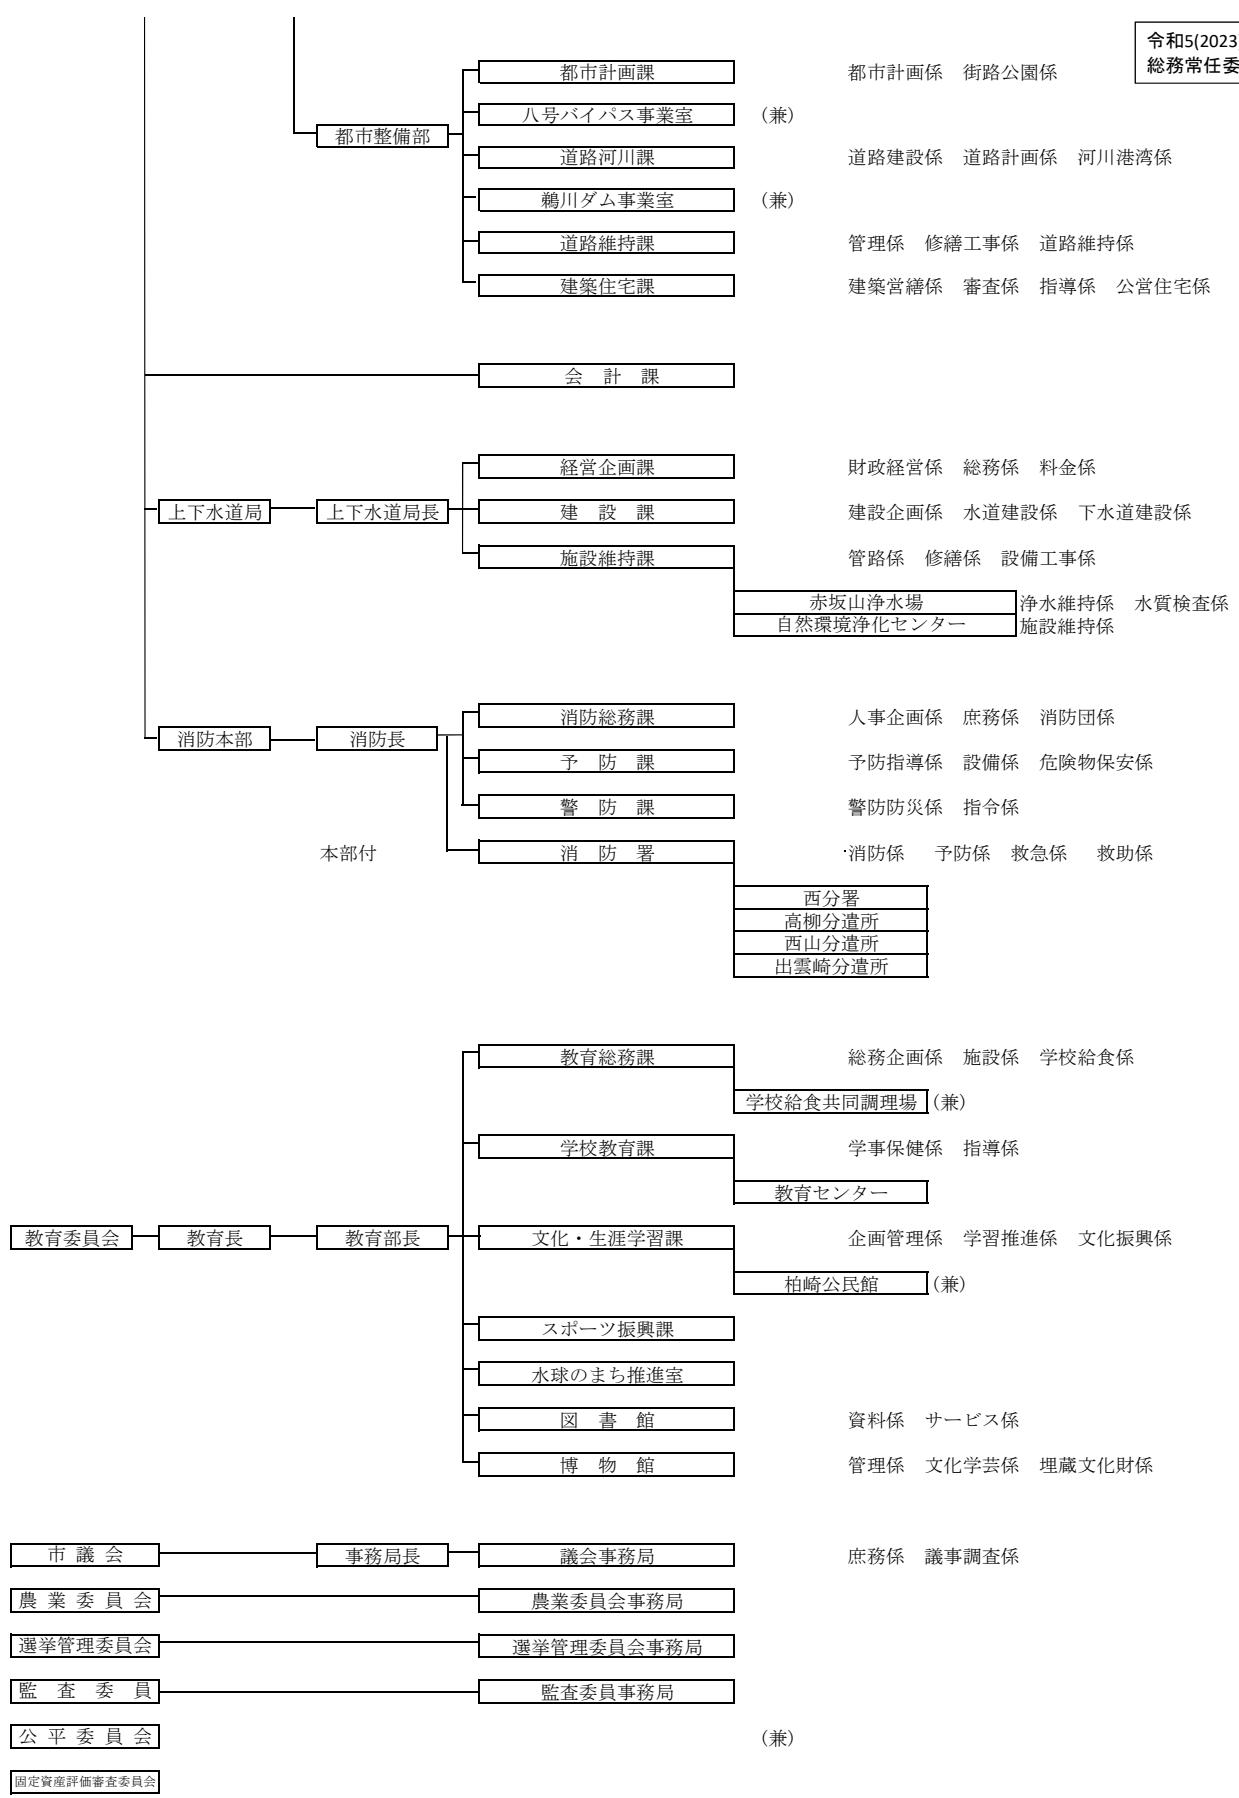 令和5(2023
総務常任委
都市計画課 都市計画係 街路公園係
八号バイパス事業室 (兼)
都市整備部
道路河川課 道路建設係 道路計画係 河川港湾係
鵜川ダム事業室 (兼)
道路維持課 管理係 修繕工事係 道路維持係
建築住宅課 建築営繕係 審査係 指導係 公営住宅係
会 計 課
経営企画課 財政経営係 総務係 料金係
上下水道局 上下水道局長 建 設 課 建設企画係 水道建設係 下水道建設係
施設維持課 管路係 修繕係 設備工事係
赤坂山浄水場 浄水維持係 水質検査係
自然環境浄化センター 施設維持係
消防総務課 人事企画係 庶務係 消防団係
消防本部 消防長
予 防 課 予防指導係 設備係 危険物保安係
警 防 課 警防防災係 指令係
本部付 消 防 署 ・消防係 予防係 救急係 救助係
西分署
高柳分遣所
西山分遣所
出雲崎分遣所
教育総務課 総務企画係 施設係 学校給食係
学校給食共同調理場 (兼)
学校教育課 学事保健係 指導係
教育センター
教育委員会 教育長 教育部長 文化・生涯学習課 企画管理係 学習推進係 文化振興係
柏崎公民館 (兼)
スポーツ振興課
水球のまち推進室
図 書 館 資料係 サービス係
博 物 館 管理係 文化学芸係 埋蔵文化財係
市 議 会 事務局長 議会事務局 庶務係 議事調査係
農 業 委 員 会 農業委員会事務局
選挙管理委員会 選挙管理委員会事務局
監 査 委 員 監査委員事務局
公 平 委 員 会 (兼)
固定資産評価審査委員会